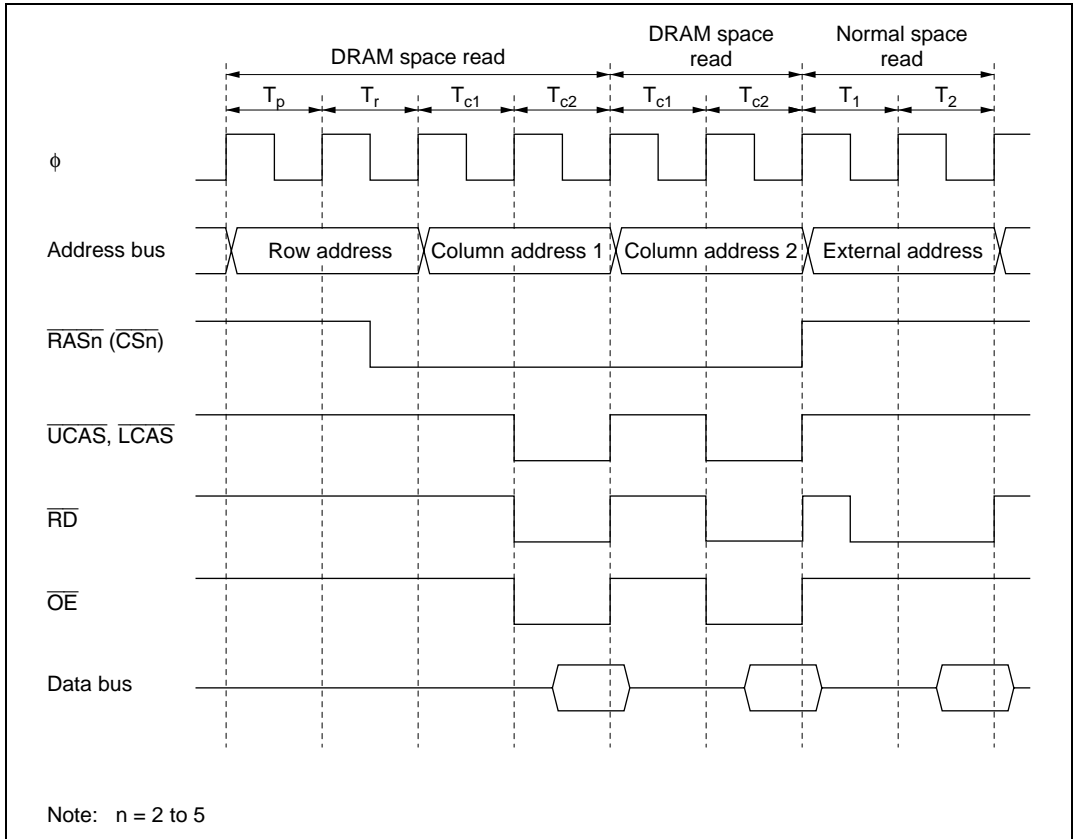 DRAM space read
DRAM space
read
Normal space
read
Tp Tr Tc1 Tc2 Tc1 Tc2 T1 T2
ϕ
Address bus Row address Column address 1 Column address 2 External address
RASn (CSn)
UCAS, LCAS
RD
OE
Data bus
Note: n = 2 to 5